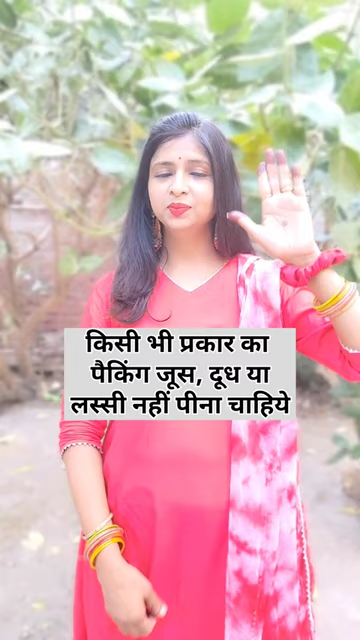 किसी भी प्रकार का
पैकिंग जूस, दूध या
लस्सी नहीं पीना चाहिये